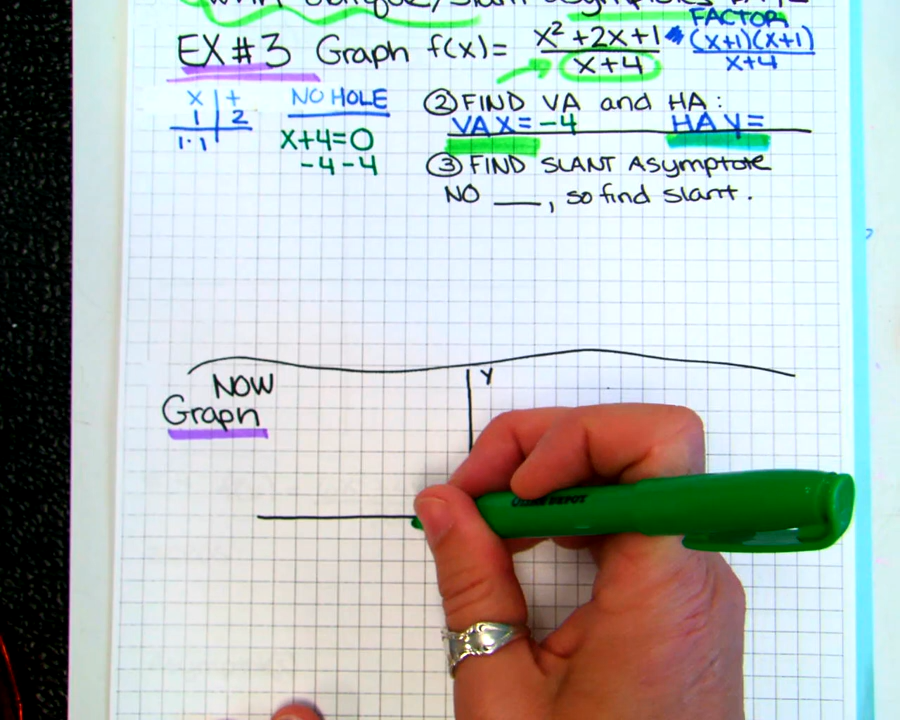 FACTOR
EX#3 Graph f(x) = x² + 2x + 1 / x + 4
(x+1)(x+1) / x+4
x | +
1 | 2
1·1
NO HOLE
x+4=0
-4 -4
② FIND VA and HA:
VA x = -4 HA y =
③ FIND SLANT Asymptote
NO ___, so find slant.
NOW
Graph
Y
OFFICE DEPOT